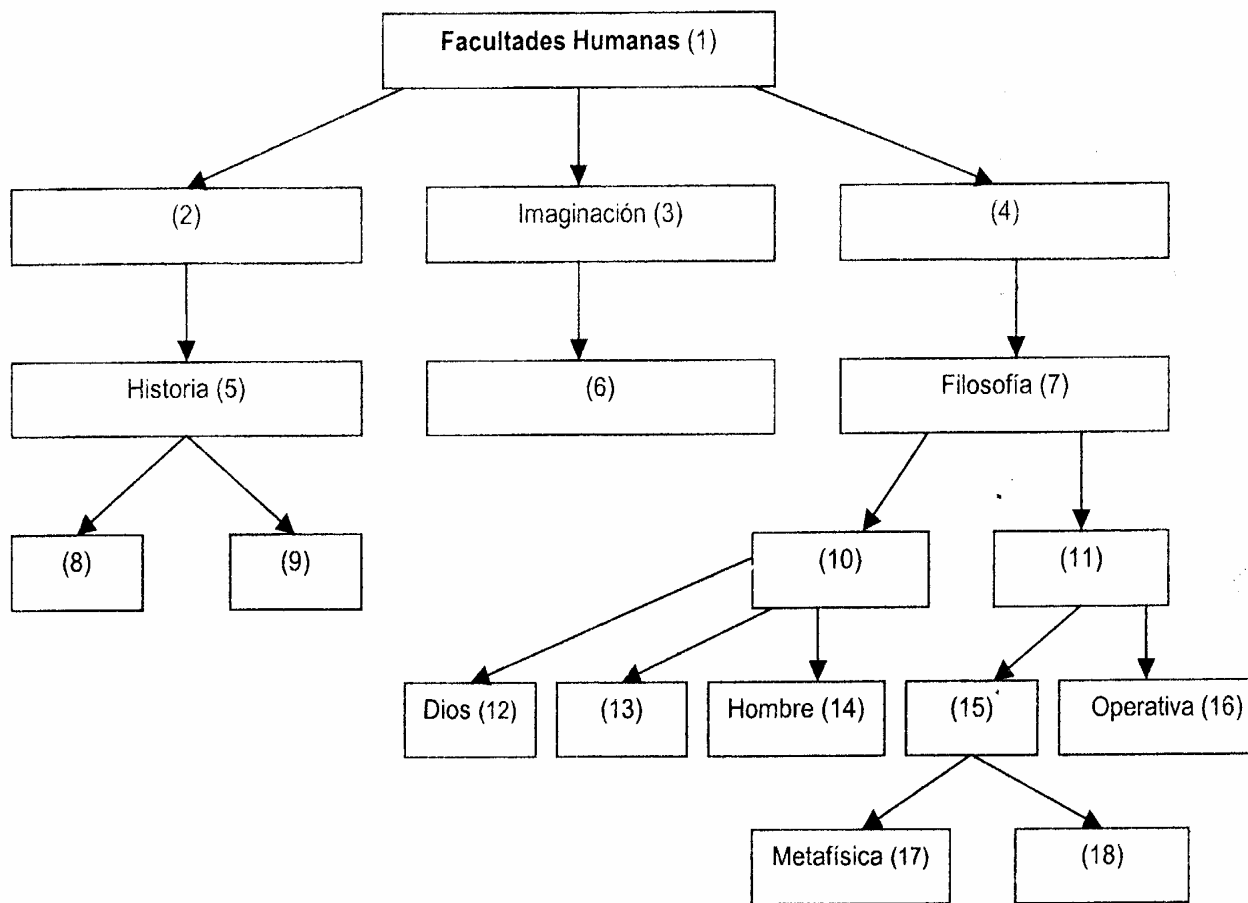 Facultades Humanas (1)
(2)
Imaginación (3)
(4)
Historia (5)
(6)
Filosofía (7)
(8)
(9)
(10)
(11)
Dios (12)
(13)
Hombre (14)
(15)
Operativa (16)
Metafísica (17)
(18)